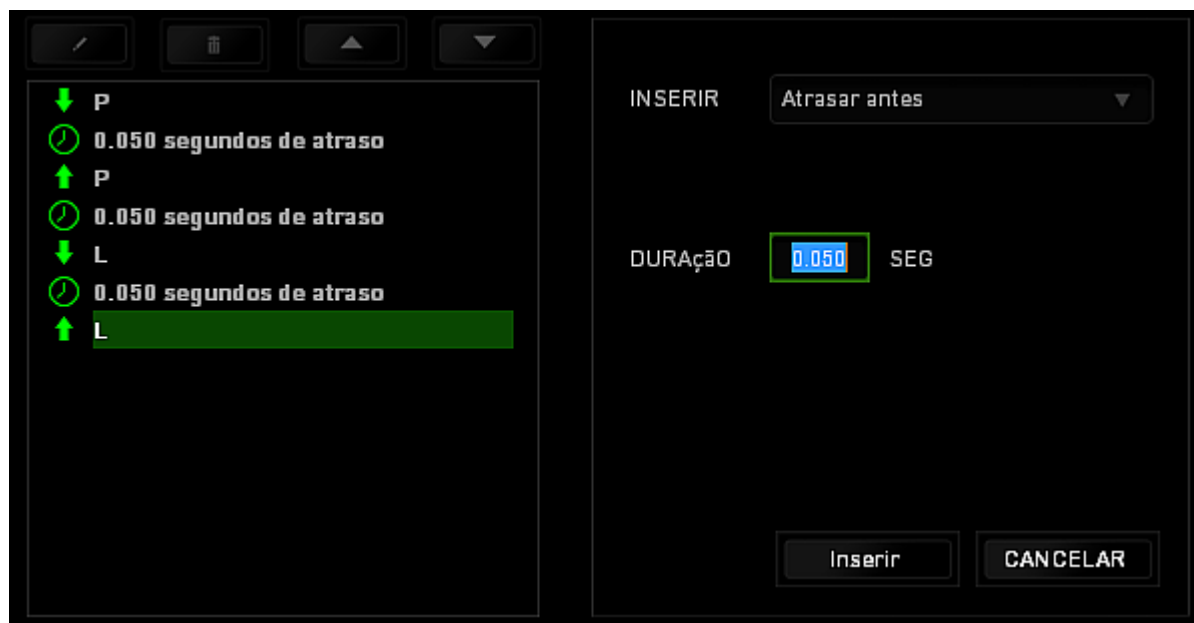 P
0.050 segundos de atraso
P
0.050 segundos de atraso
L
0.050 segundos de atraso
L
INSERIR Atrasar antes
DURAçãO 0.050 SEG
Inserir CANCELAR